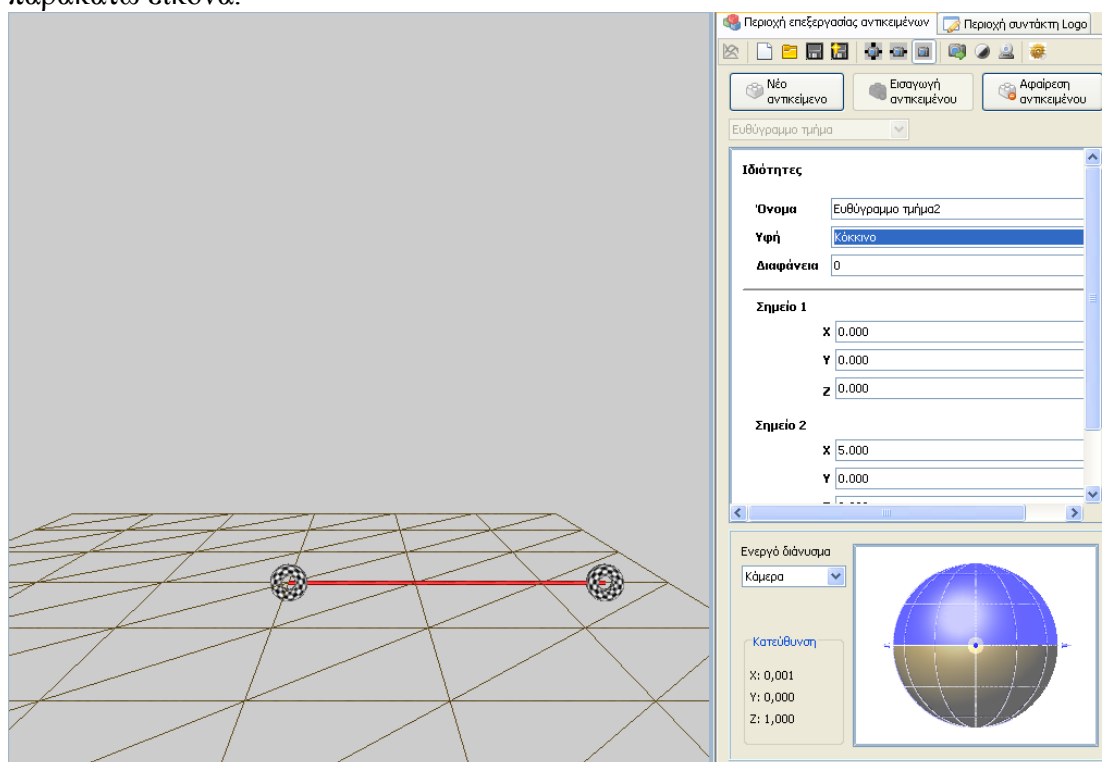 παρακάτω εικόνα.
Περιοχή επεξεργασίας αντικειμένων Περιοχή συντάκτη Logo
Νέο αντικείμενο
Εισαγωγή αντικειμένου
Αφαίρεση αντικειμένου
Ευθύγραμμο τμήμα
Ιδιότητες
Όνομα Ευθύγραμμο τμήμα2
Υφή Κόκκινο
Διαφάνεια 0
Σημείο 1
X 0.000
Y 0.000
Z 0.000
Σημείο 2
X 5.000
Y 0.000
Ενεργό διάνυσμα
Κάμερα
Κατεύθυνση
X: 0,001
Y: 0,000
Z: 1,000